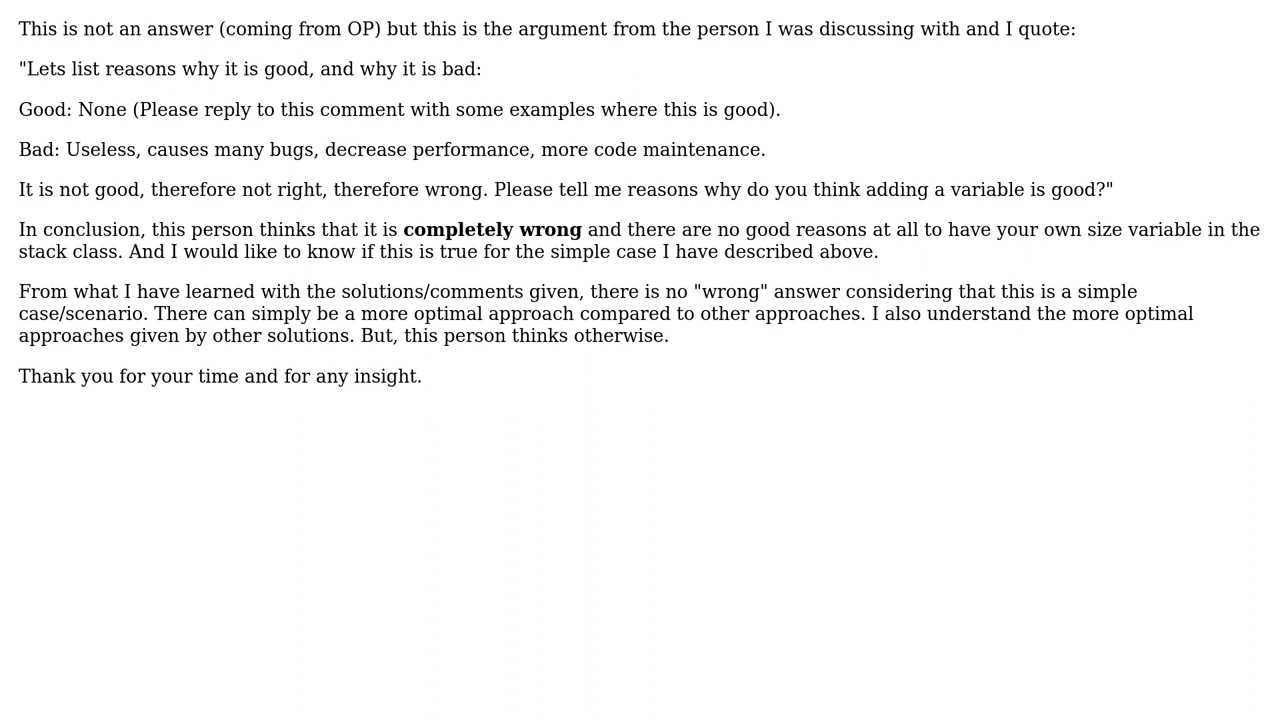 This is not an answer (coming from OP) but this is the argument from the person I was discussing with and I quote:
"Lets list reasons why it is good, and why it is bad:
Good: None (Please reply to this comment with some examples where this is good).
Bad: Useless, causes many bugs, decrease performance, more code maintenance.
It is not good, therefore not right, therefore wrong. Please tell me reasons why do you think adding a variable is good?"
In conclusion, this person thinks that it is completely wrong and there are no good reasons at all to have your own size variable in the
stack class. And I would like to know if this is true for the simple case I have described above.
From what I have learned with the solutions/comments given, there is no "wrong" answer considering that this is a simple
case/scenario. There can simply be a more optimal approach compared to other approaches. I also understand the more optimal
approaches given by other solutions. But, this person thinks otherwise.
Thank you for your time and for any insight.